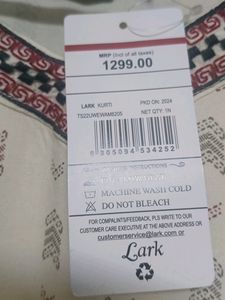 MRP (Incl of all taxes)
1299.00
LARK KURTI
PKD ON: 2024
TS22UWEWAM8205
NET QTY: 1N
MACHINE WASH COLD
DO NOT BLEACH
FOR COMPLAINTS/FEEDBACK, PLS WRITE TO OUR
CUSTOMER CARE EXECUTIVE AT THE ABOVE ADDRESS OR
customerservice@lark.com or
Lark